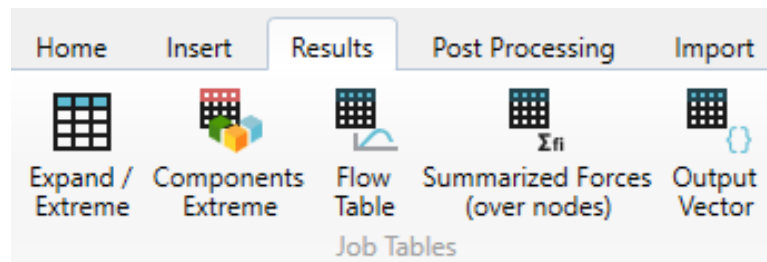 Home Insert Results Post Processing Import
Σfi {}
Expand / Components Flow Summarized Forces Output
Extreme Extreme Table (over nodes) Vector
Job Tables